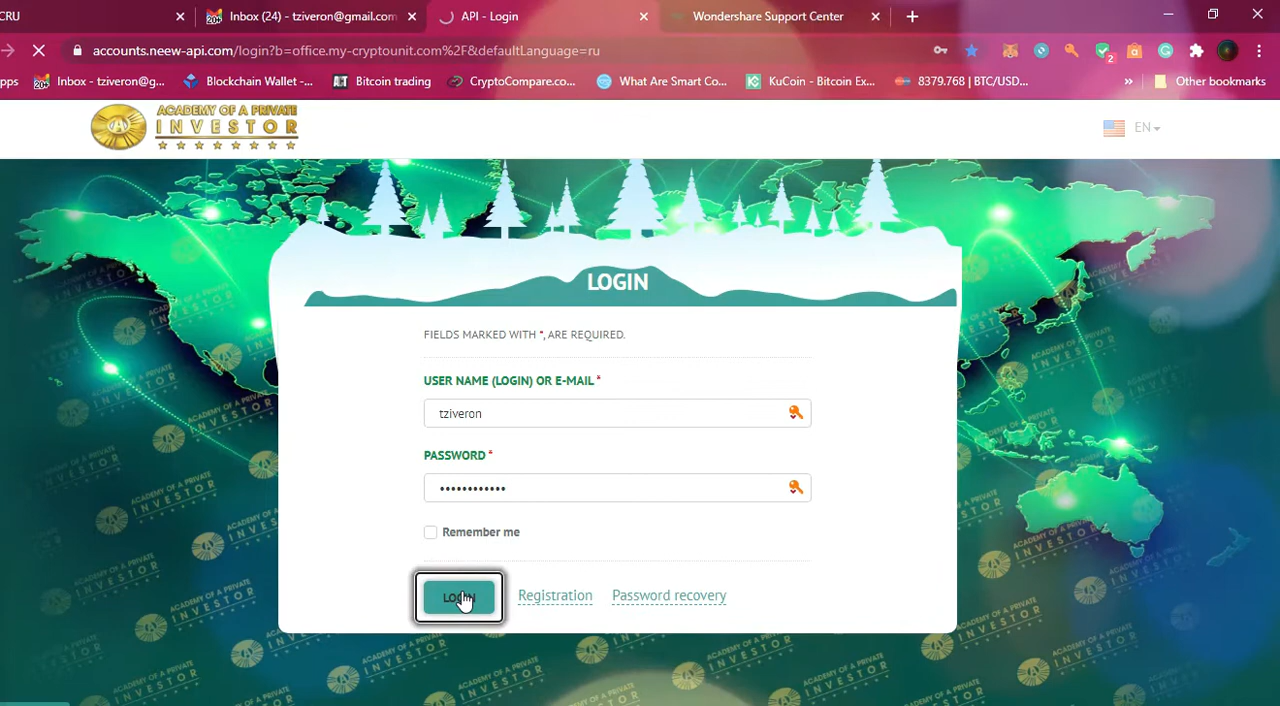 CRU
Inbox (24) - tziveron@gmail.com
API - Login
Wondershare Support Center
accounts.neew-api.com/login?b=office.my-cryptounit.com%2F&defaultLanguage=ru
2
pps
Inbox - tziveron@g...
Blockchain Wallet -...
Bitcoin trading
CryptoCompare.co...
What Are Smart Co...
KuCoin - Bitcoin Ex...
8379.768 | BTC/USD...
»
Other bookmarks
ACADEMY OF A PRIVATE
INVESTOR
EN
LOGIN
FIELDS MARKED WITH *, ARE REQUIRED.
USER NAME (LOGIN) OR E-MAIL *
tziveron
PASSWORD *
••••••••••••
Remember me
LOGIN
Registration
Password recovery